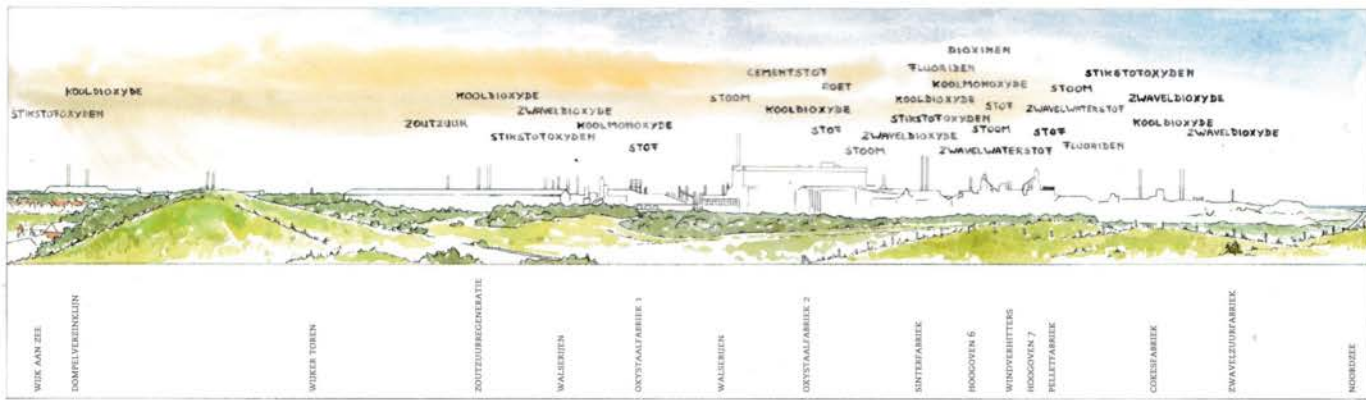 DIOXINEN
CEMENTSTOF
FLUORIDEN
STIKSTOFOXYDEN
KOOLDIOXYDE
ROET
KOOLMONOXYDE
STOOM
KOOLDIOXYDE
STOOM
KOOLDIOXYDE
ZWAVELDIOXYDE
STIKSTOFOXYDEN
ZWAVELDIOXYDE
KOOLDIOXYDE
STOF
ZWAVELWATERSTOF
ZOUTZUUR
KOOLMONOXYDE
STIKSTOFOXYDEN
KOOLDIOXYDE
STIKSTOFOXYDEN
STOF
ZWAVELDIOXYDE
STOOM
STOF
ZWAVELDIOXYDE
STOF
STOOM
ZWAVELWATERSTOF
FLUORIDEN
WIJK AAN ZEE
DOMPELVERZINKLIJN
WIJKER TOREN
ZOUTZUURREGENERATIE
WALSERIJEN
OXYSTAALFABRIEK 1
WALSERIJEN
OXYSTAALFABRIEK 2
SINTERFABRIEK
HOOGOVEN 6
WINDVERHITTERS
HOOGOVEN 7
PELLETFABRIEK
COKESFABRIEK
ZWAVELZUURFABRIEK
NOORDZEE